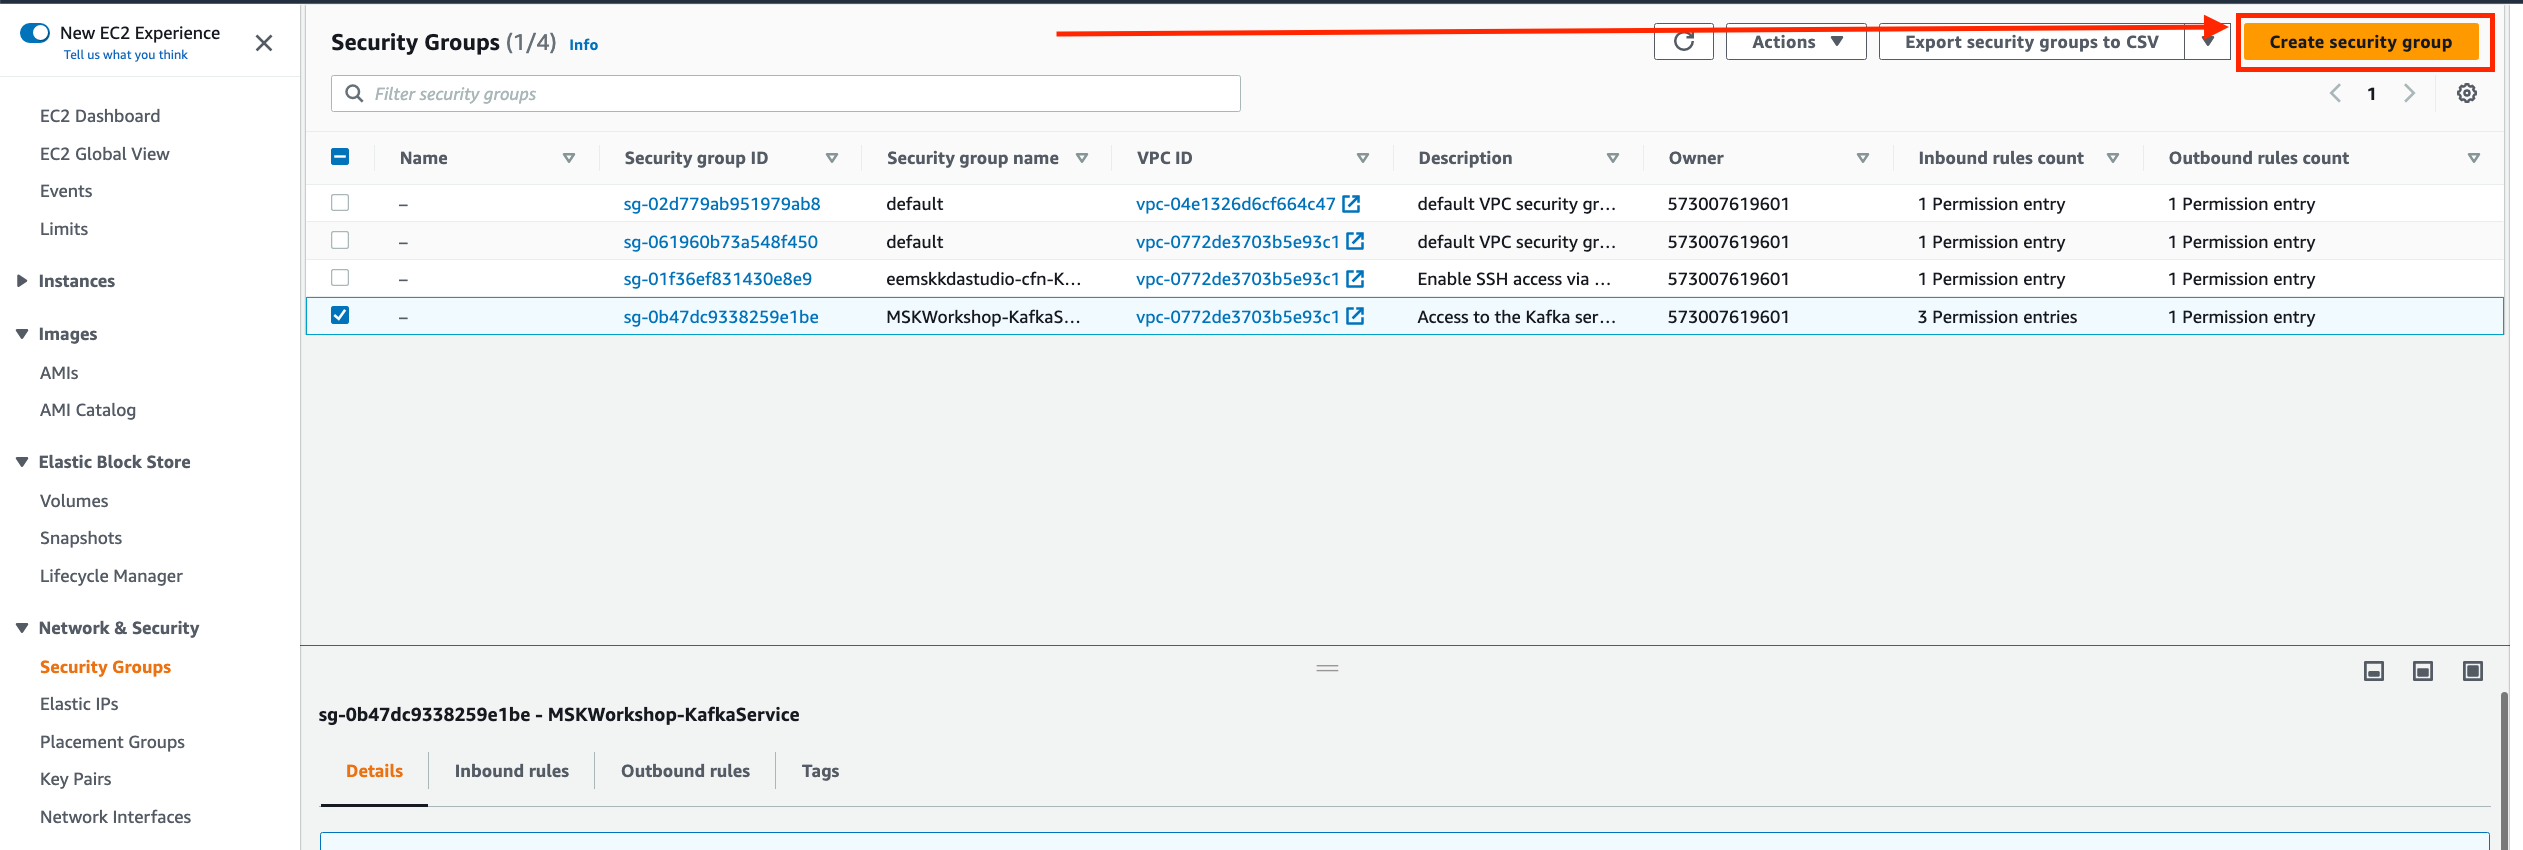 New EC2 Experience
Tell us what you think
EC2 Dashboard
EC2 Global View
Events
Limits
Instances
Images
AMIs
AMI Catalog
Elastic Block Store
Volumes
Snapshots
Lifecycle Manager
Network & Security
Security Groups
Elastic IPs
Placement Groups
Key Pairs
Network Interfaces
Security Groups (1/4) Info
Actions
Export security groups to CSV
Create security group
Filter security groups
1
Name Security group ID Security group name VPC ID Description Owner Inbound rules count Outbound rules count
– sg-02d779ab951979ab8 default vpc-04e1326d6cf664c47 default VPC security gr... 573007619601 1 Permission entry 1 Permission entry
– sg-061960b73a548f450 default vpc-0772de3703b5e93c1 default VPC security gr... 573007619601 1 Permission entry 1 Permission entry
– sg-01f36ef831430e8e9 eemskkdastudio-cfn-K... vpc-0772de3703b5e93c1 Enable SSH access via ... 573007619601 1 Permission entry 1 Permission entry
– sg-0b47dc9338259e1be MSKWorkshop-KafkaS... vpc-0772de3703b5e93c1 Access to the Kafka ser... 573007619601 3 Permission entries 1 Permission entry
sg-0b47dc9338259e1be - MSKWorkshop-KafkaService
Details Inbound rules Outbound rules Tags